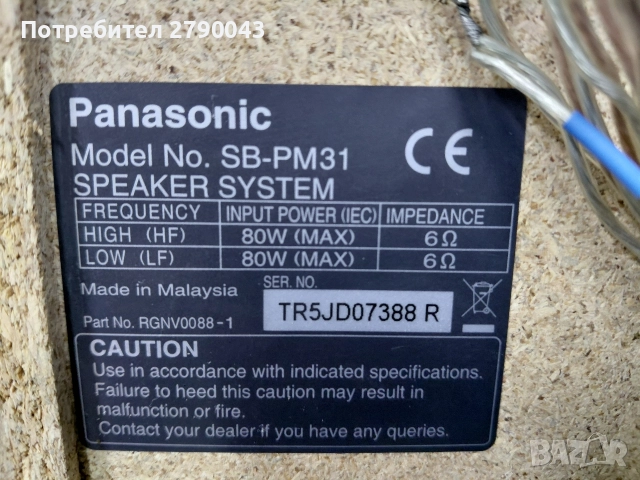 Потребител 2790043
Panasonic
Model No. SB-PM31
SPEAKER SYSTEM
CE
FREQUENCY INPUT POWER (IEC) IMPEDANCE
HIGH (HF) 80W (MAX) 6Ω
LOW (LF) 80W (MAX) 6Ω
Made in Malaysia
SER. NO.
TR5JD07388 R
Part No. RGNV0088-1
CAUTION
Use in accordance with indicated specifications.
Failure to heed this caution may result in
malfunction or fire.
Contact your dealer if you have any queries.
BAZAR